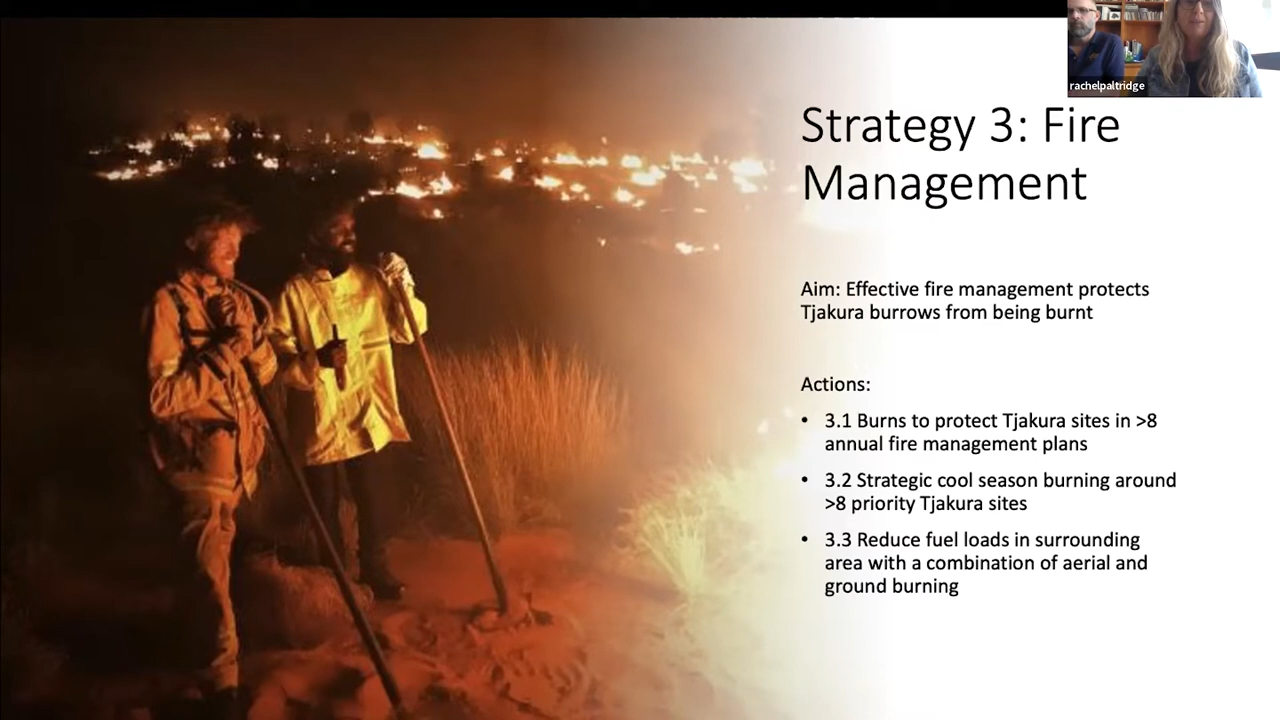 rachelpaltridge
Strategy 3: Fire
Management
Aim: Effective fire management protects
Tjakura burrows from being burnt
Actions:
• 3.1 Burns to protect Tjakura sites in >8
annual fire management plans
• 3.2 Strategic cool season burning around
>8 priority Tjakura sites
• 3.3 Reduce fuel loads in surrounding
area with a combination of aerial and
ground burning